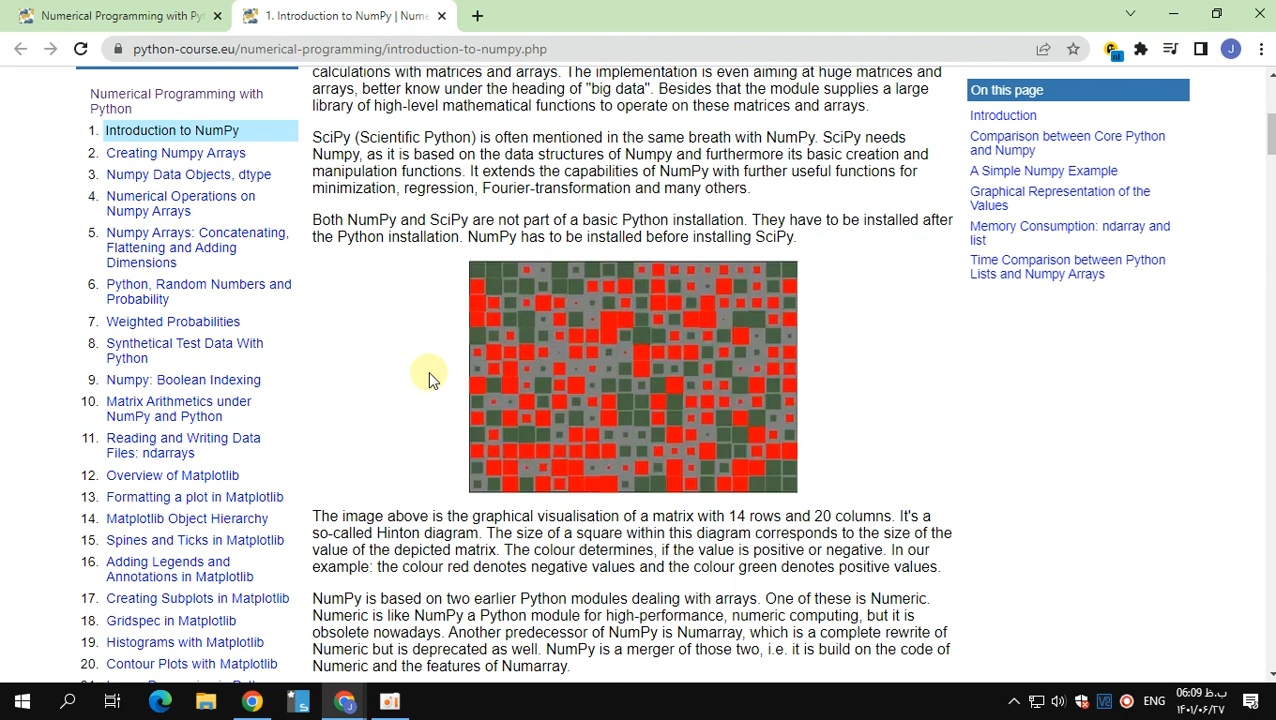 Numerical Programming with Py
1. Introduction to NumPy | Nume
python-course.eu/numerical-programming/introduction-to-numpy.php
J
Numerical Programming with
Python
1. Introduction to NumPy
2. Creating Numpy Arrays
3. Numpy Data Objects, dtype
4. Numerical Operations on
Numpy Arrays
5. Numpy Arrays: Concatenating,
Flattening and Adding
Dimensions
6. Python, Random Numbers and
Probability
7. Weighted Probabilities
8. Synthetical Test Data With
Python
9. Numpy: Boolean Indexing
10. Matrix Arithmetics under
NumPy and Python
11. Reading and Writing Data
Files: ndarrays
12. Overview of Matplotlib
13. Formatting a plot in Matplotlib
14. Matplotlib Object Hierarchy
15. Spines and Ticks in Matplotlib
16. Adding Legends and
Annotations in Matplotlib
17. Creating Subplots in Matplotlib
18. Gridspec in Matplotlib
19. Histograms with Matplotlib
20. Contour Plots with Matplotlib
calculations with matrices and arrays. The implementation is even aiming at huge matrices and
arrays, better know under the heading of "big data". Besides that the module supplies a large
library of high-level mathematical functions to operate on these matrices and arrays.
SciPy (Scientific Python) is often mentioned in the same breath with NumPy. SciPy needs
Numpy, as it is based on the data structures of Numpy and furthermore its basic creation and
manipulation functions. It extends the capabilities of NumPy with further useful functions for
minimization, regression, Fourier-transformation and many others.
Both NumPy and SciPy are not part of a basic Python installation. They have to be installed after
the Python installation. NumPy has to be installed before installing SciPy.
The image above is the graphical visualisation of a matrix with 14 rows and 20 columns. It's a
so-called Hinton diagram. The size of a square within this diagram corresponds to the size of the
value of the depicted matrix. The colour determines, if the value is positive or negative. In our
example: the colour red denotes negative values and the colour green denotes positive values.
NumPy is based on two earlier Python modules dealing with arrays. One of these is Numeric.
Numeric is like NumPy a Python module for high-performance, numeric computing, but it is
obsolete nowadays. Another predecessor of NumPy is Numarray, which is a complete rewrite of
Numeric but is deprecated as well. NumPy is a merger of those two, i.e. it is build on the code of
Numeric and the features of Numarray.
On this page
Introduction
Comparison between Core Python
and Numpy
A Simple Numpy Example
Graphical Representation of the
Values
Memory Consumption: ndarray and
list
Time Comparison between Python
Lists and Numpy Arrays
ENG
06:09 ب.ظ
۱۴۰۱/۰۶/۲۷